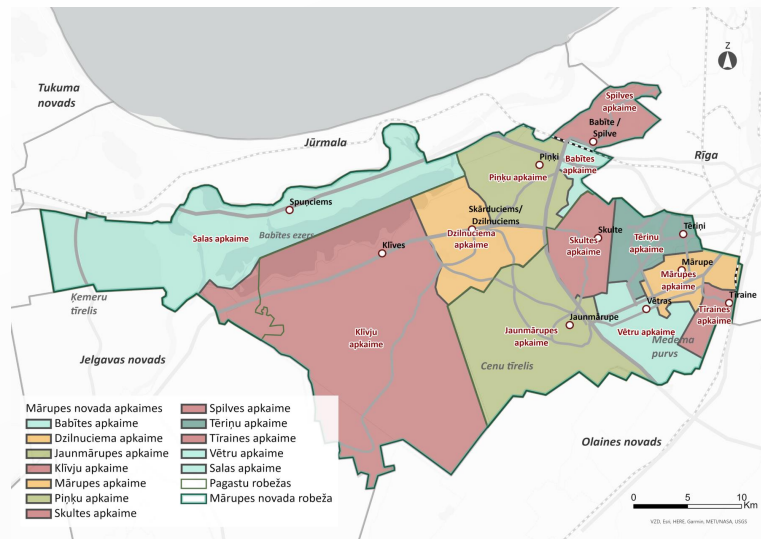 Z
Tukuma
novads
Jūrmala
Spilves
apkaime
Babīte /
Spilve
Rīga
Piņķi
Piņķu apkaime
Babītes
apkaime
Spuņciems
Salas apkaime
Babītes ezers
Skārduciems/
Dzilnuciems
Dzilnuciema
apkaime
Klīves
Skulte
Skultes
apkaime
Tēriņi
Tēriņu
apkaime
Mārupe
Mārupes
apkaime
Tīraine
Tīraines
apkaime
Ķemeru
tīrelis
Vētras
Vētru apkaime
Medema
purvs
Jaunmārupe
Jaunmārupes
apkaime
Klīvju
apkaime
Cenu tīrelis
Jelgavas novads
Olaines novads
Mārupes novada apkaimes
Babītes apkaime
Dzilnuciema apkaime
Jaunmārupes apkaime
Klīvju apkaime
Mārupes apkaime
Piņķu apkaime
Skultes apkaime
Spilves apkaime
Tēriņu apkaime
Tīraines apkaime
Vētru apkaime
Salas apkaime
Pagastu robežas
Mārupes novada robeža
0 5 10
Km
VZD, Esri, HERE, Garmin, METI/NASA, USGS